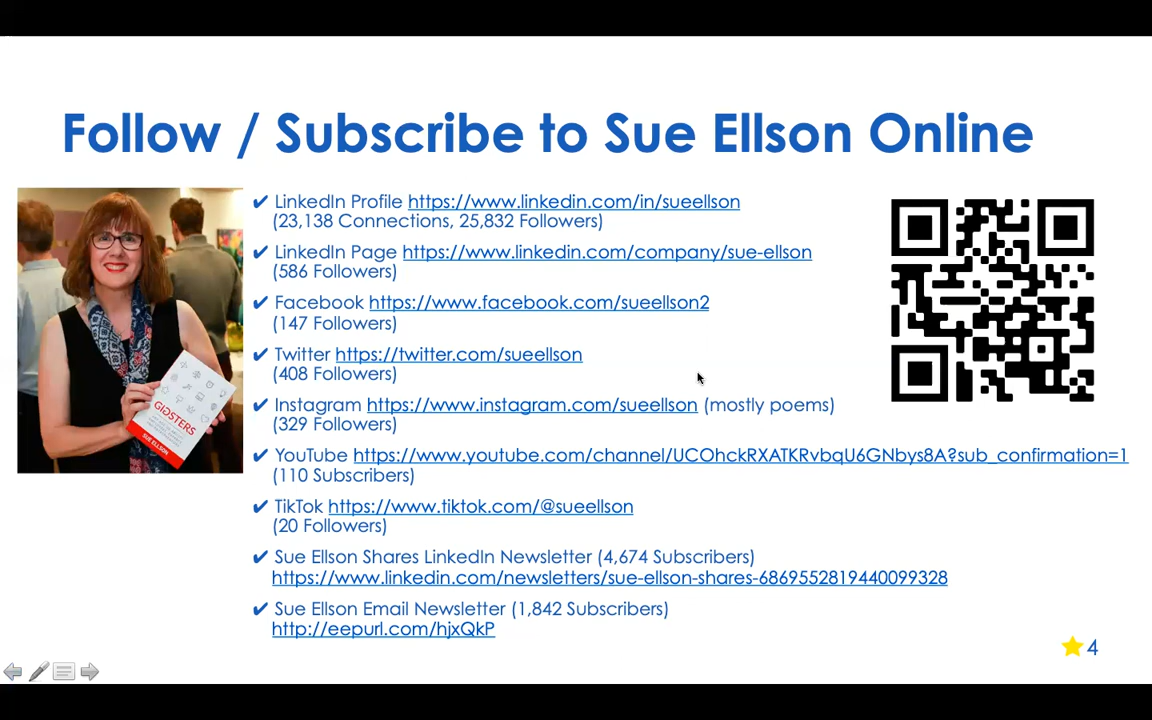 Follow / Subscribe to Sue Ellson Online
✔ LinkedIn Profile https://www.linkedin.com/in/sueellson
(23,138 Connections, 25,832 Followers)
✔ LinkedIn Page https://www.linkedin.com/company/sue-ellson
(586 Followers)
✔ Facebook https://www.facebook.com/sueellson2
(147 Followers)
✔ Twitter https://twitter.com/sueellson
(408 Followers)
✔ Instagram https://www.instagram.com/sueellson (mostly poems)
(329 Followers)
✔ YouTube https://www.youtube.com/channel/UCOhckRXATKRvbqU6GNbys8A?sub_confirmation=1
(110 Subscribers)
✔ TikTok https://www.tiktok.com/@sueellson
(20 Followers)
✔ Sue Ellson Shares LinkedIn Newsletter (4,674 Subscribers)
https://www.linkedin.com/newsletters/sue-ellson-shares-6869552819440099328
✔ Sue Ellson Email Newsletter (1,842 Subscribers)
http://eepurl.com/hjxQkP
GIGSTERS
SUE ELLSON
4